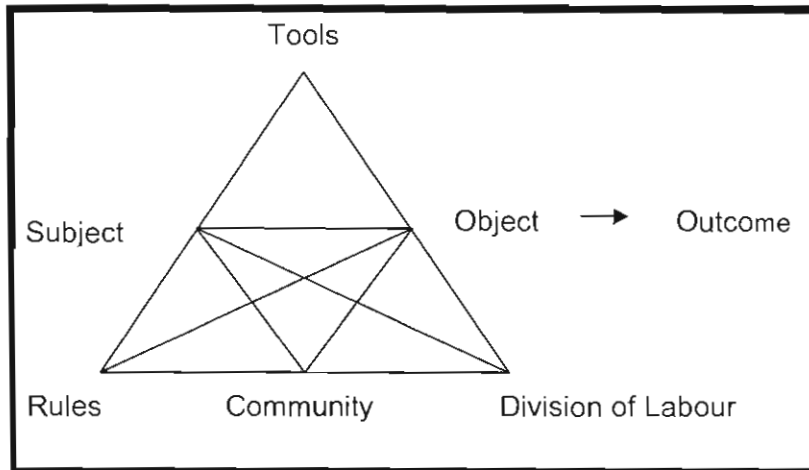 Tools
Subject
Object → Outcome
Rules Community Division of Labour